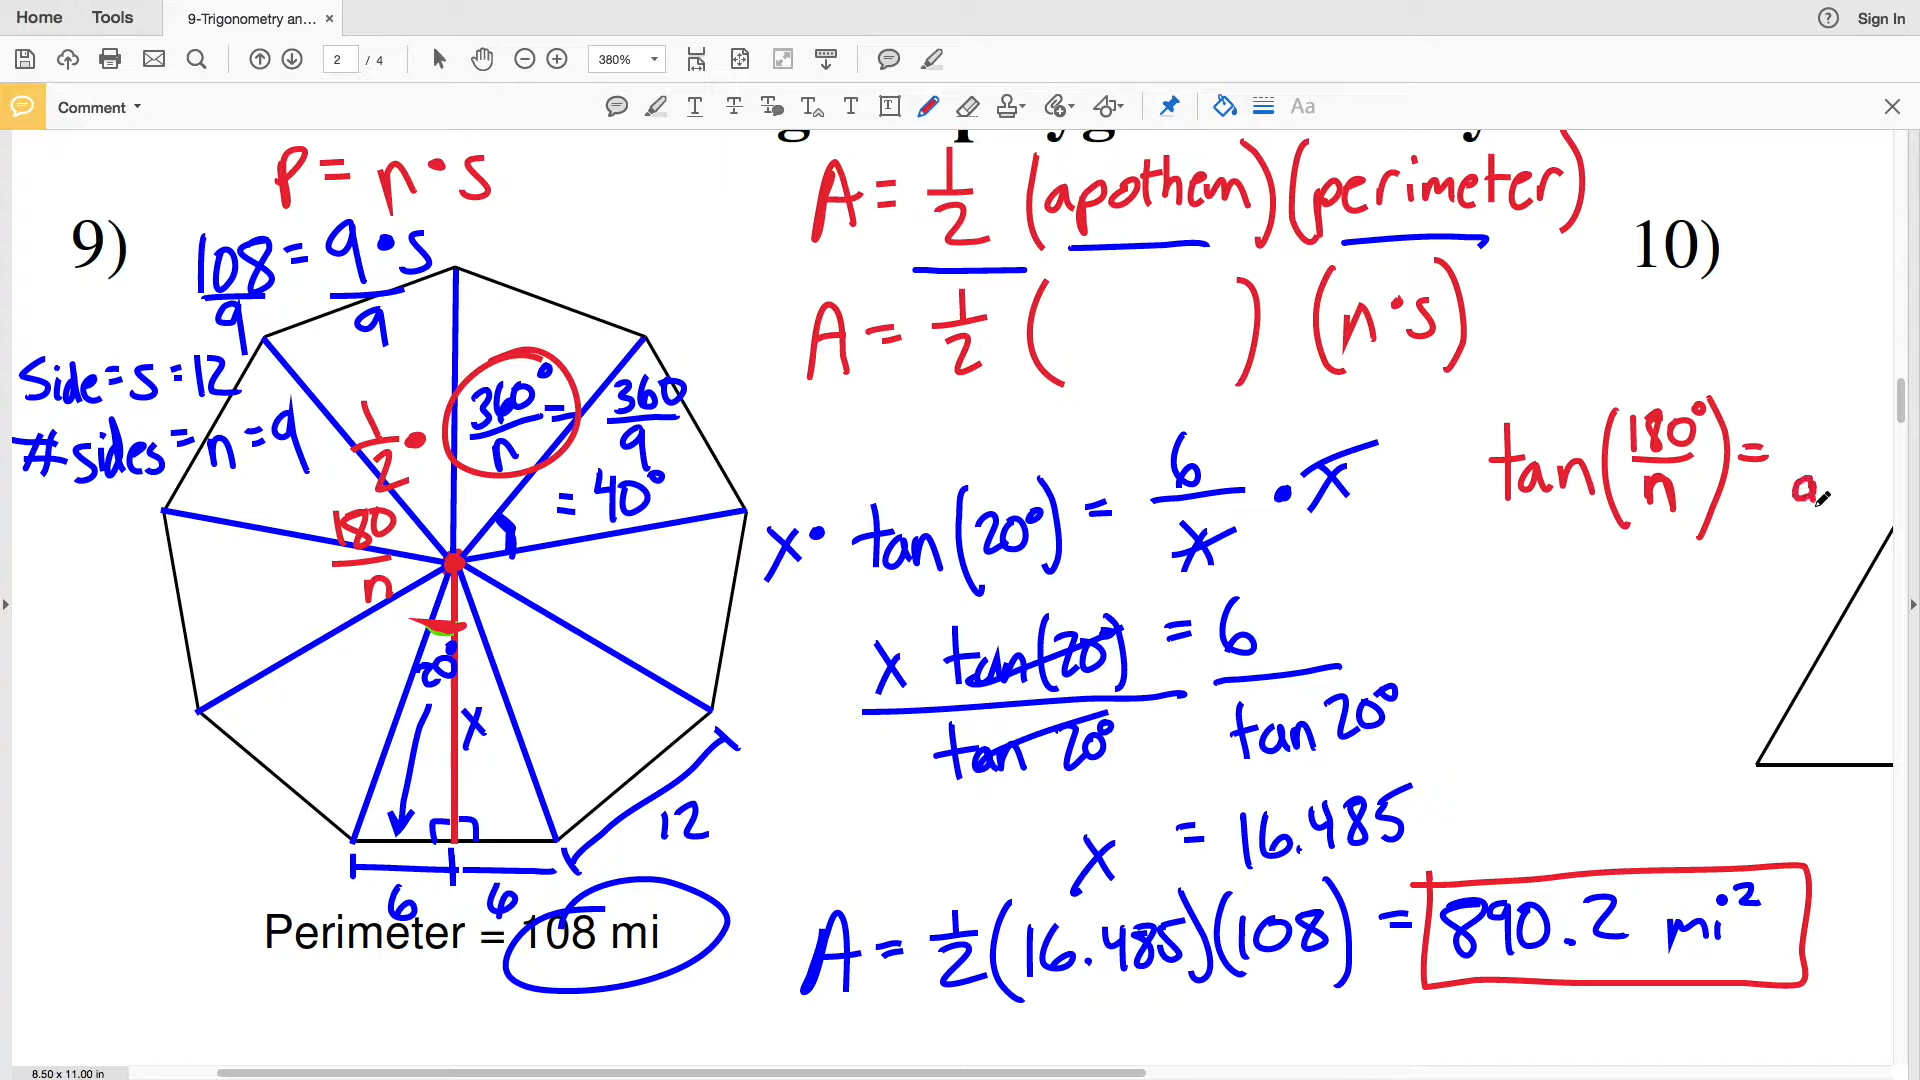 Home Tools 9-Trigonometry an... × Sign In
2 / 4 380%
Comment
P = n · s
A = 1/2 (apothem)(perimeter)
9)
10)
108/9 = 9 · s/9
A = 1/2 ( ) (n · s)
Side = s = 12
# sides = n = 9
1/2 · 360°/n = 360/9
= 40°
180/n
tan(180°/n) = a
x · tan(20°) = 6/x · x
20°
x
x tan(20°)/tan 20° = 6/tan 20°
12
x = 16.485
6 6
Perimeter = 108 mi
A = 1/2 (16.485)(108) = 890.2 mi²
8.50 x 11.00 in